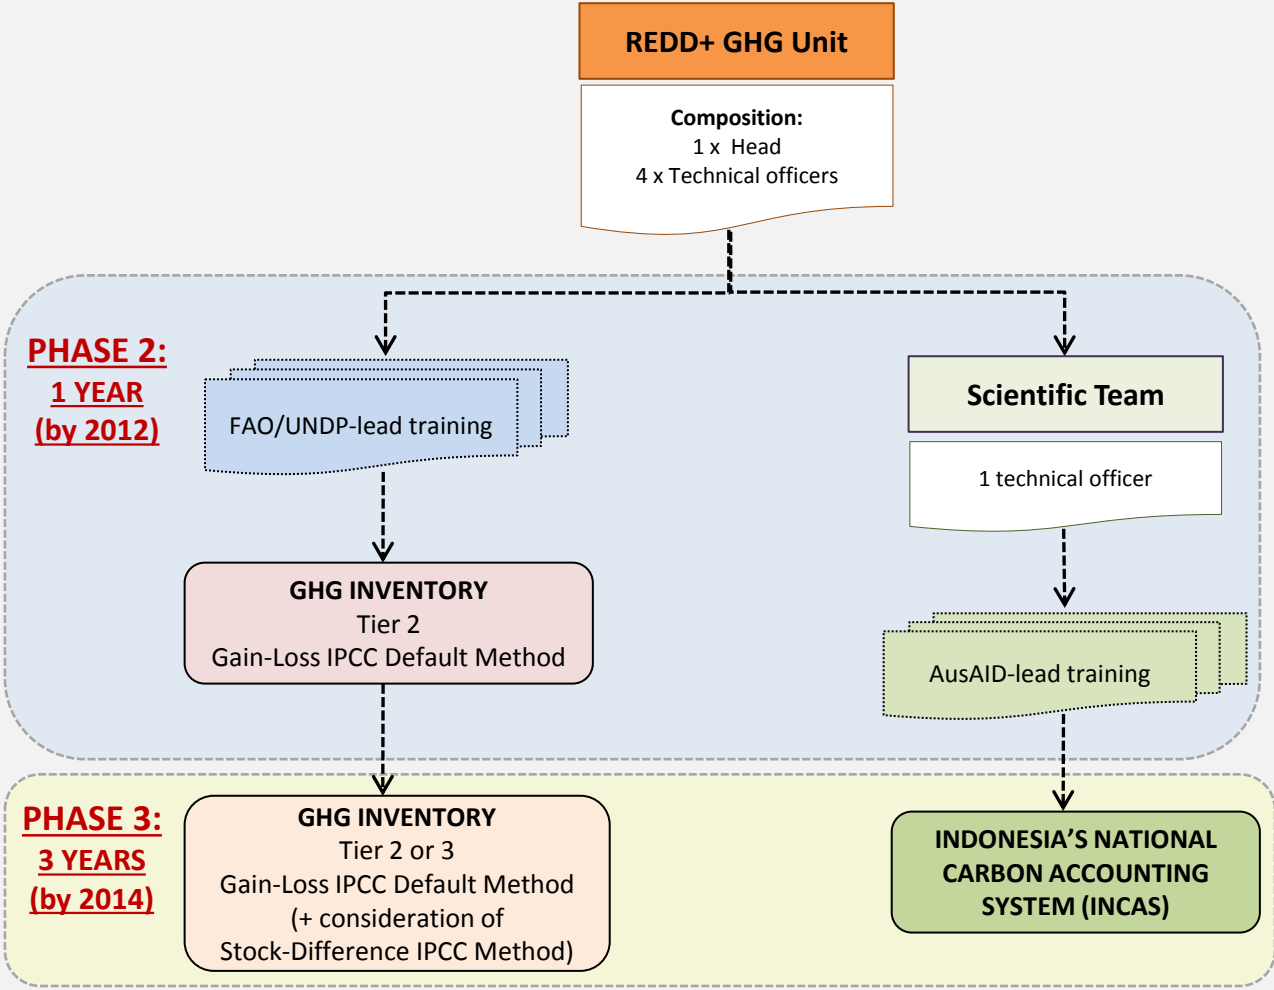 REDD+ GHG Unit
Composition:
1 x Head
4 x Technical officers
PHASE 2:
1 YEAR
(by 2012)
FAO/UNDP-lead training
Scientific Team
1 technical officer
GHG INVENTORY
Tier 2
Gain-Loss IPCC Default Method
AusAID-lead training
PHASE 3:
3 YEARS
(by 2014)
GHG INVENTORY
Tier 2 or 3
Gain-Loss IPCC Default Method
(+ consideration of
Stock-Difference IPCC Method)
INDONESIA’S NATIONAL
CARBON ACCOUNTING
SYSTEM (INCAS)